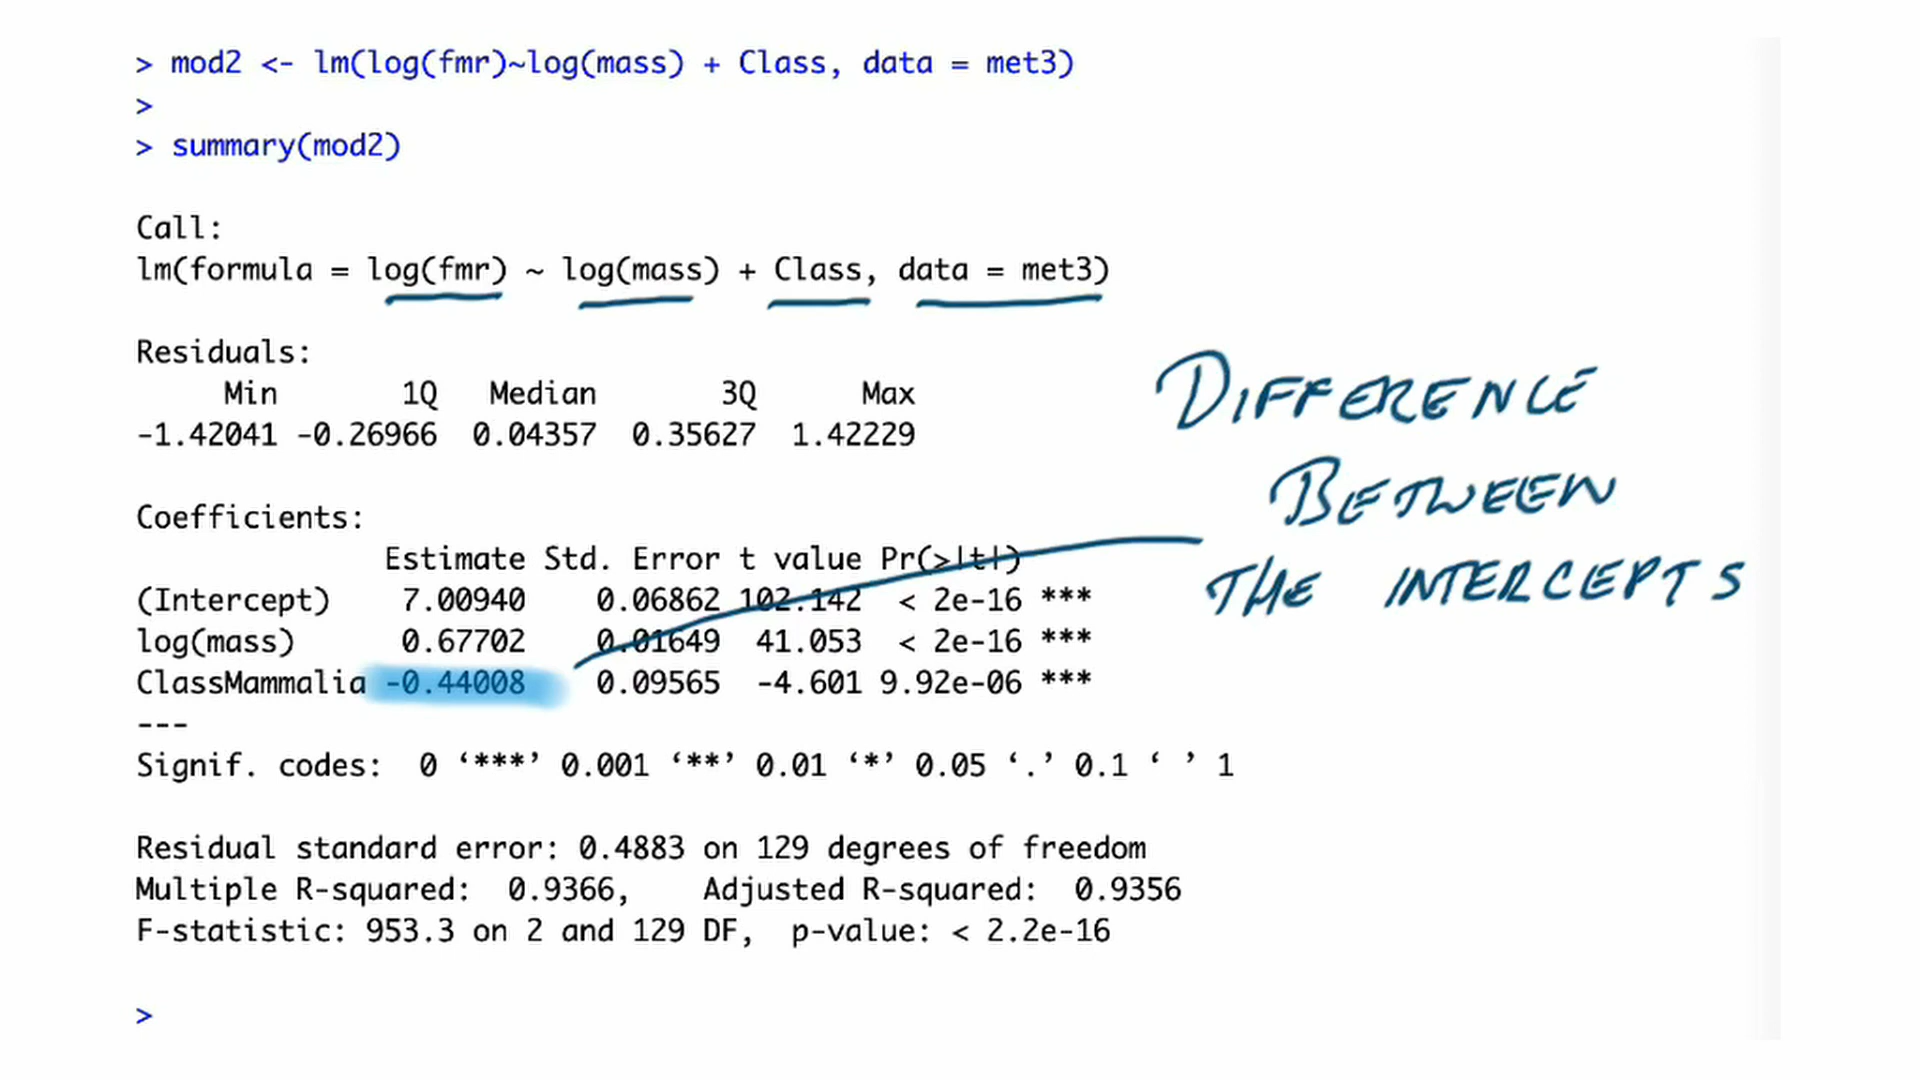 > mod2 <- lm(log(fmr)~log(mass) + Class, data = met3)
>
> summary(mod2)
Call:
lm(formula = log(fmr) ~ log(mass) + Class, data = met3)
Residuals:
Min 1Q Median 3Q Max
-1.42041 -0.26966 0.04357 0.35627 1.42229
DIFFERENCE
BETWEEN
THE INTERCEPTS
Coefficients:
Estimate Std. Error t value Pr(>|t|)
(Intercept) 7.00940 0.06862 102.142 < 2e-16 ***
log(mass) 0.67702 0.01649 41.053 < 2e-16 ***
ClassMammalia -0.44008 0.09565 -4.601 9.92e-06 ***
---
Signif. codes: 0 ‘***’ 0.001 ‘**’ 0.01 ‘*’ 0.05 ‘.’ 0.1 ‘ ’ 1
Residual standard error: 0.4883 on 129 degrees of freedom
Multiple R-squared: 0.9366, Adjusted R-squared: 0.9356
F-statistic: 953.3 on 2 and 129 DF, p-value: < 2.2e-16
>